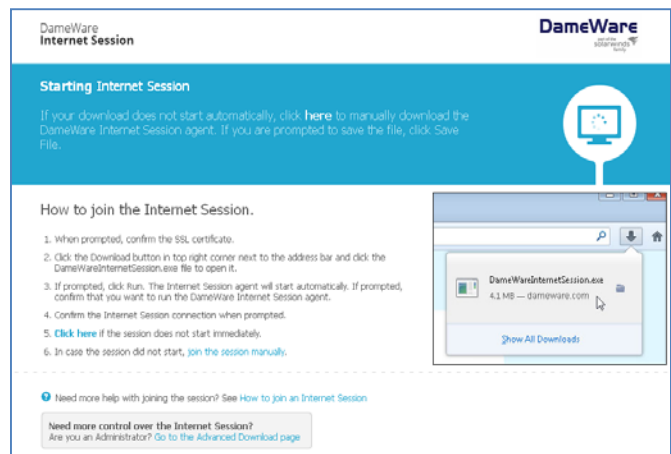 DameWare
Internet Session
DameWare
part of the
solarwinds
family
Starting Internet Session
If your download does not start automatically, click here to manually download the
DameWare Internet Session agent. If you are prompted to save the file, click Save
File.
How to join the Internet Session.
1. When prompted, confirm the SSL certificate.
2. Click the Download button in top right corner next to the address bar and click the
DameWareInternetSession.exe file to open it.
3. If prompted, click Run. The Internet Session agent will start automatically. If prompted,
confirm that you want to run the DameWare Internet Session agent.
4. Confirm the Internet Session connection when prompted.
5. Click here if the session does not start immediately.
6. In case the session did not start, join the session manually.
DameWareInternetSession.exe
4.1 MB — dameware.com
Show All Downloads
Need more help with joining the session? See How to join an Internet Session
Need more control over the Internet Session?
Are you an Administrator? Go to the Advanced Download page